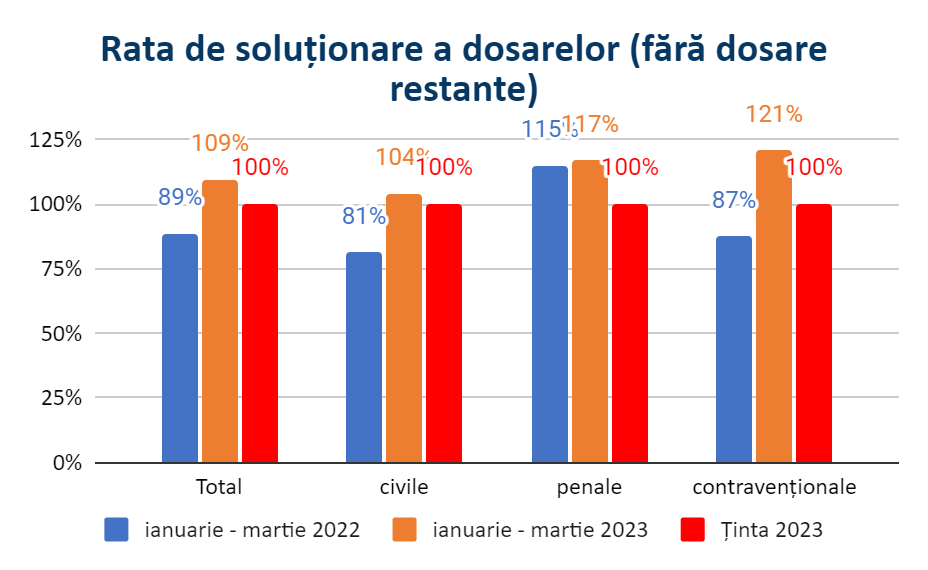 Rata de soluționare a dosarelor (fără dosare
restante)
125%
100%
75%
50%
25%
0%
89%
109%
100%
81%
104%
100%
115%
117%
100%
87%
121%
100%
Total
civile
penale
contravenționale
ianuarie - martie 2022
ianuarie - martie 2023
Ținta 2023